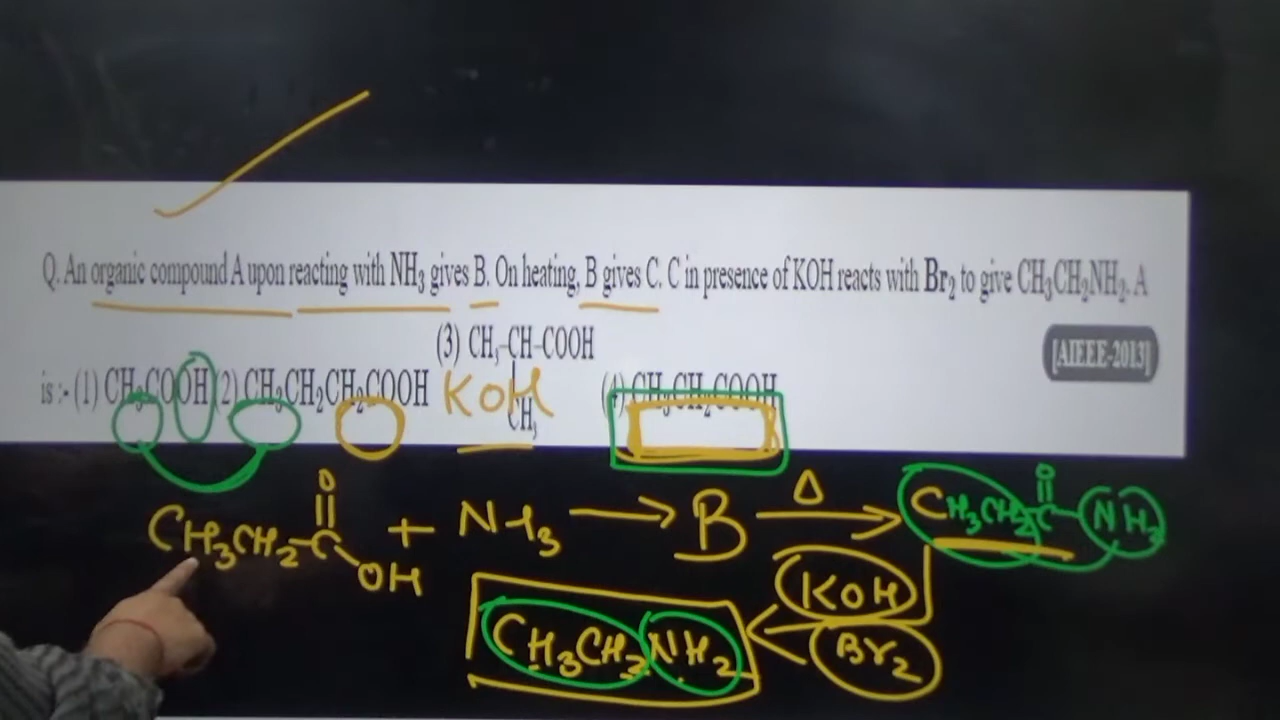 Q. An organic compound A upon reacting with NH₃ gives B. On heating, B gives C. C in presence of KOH reacts with Br₂ to give CH₃CH₂NH₂. A
(3) CH₃-CH-COOH
[AIEEE-2013]
is :- (1) CH₃COOH (2) CH₃CH₂CH₂COOH
KOH
CH₃
(4) CH₃CH₂COOH
O
O
CH₃CH₂-C + NH₃ → B Δ→ CH₃CH₂C-NH₂
OH
KOH
CH₃CH₂NH₂
Br₂